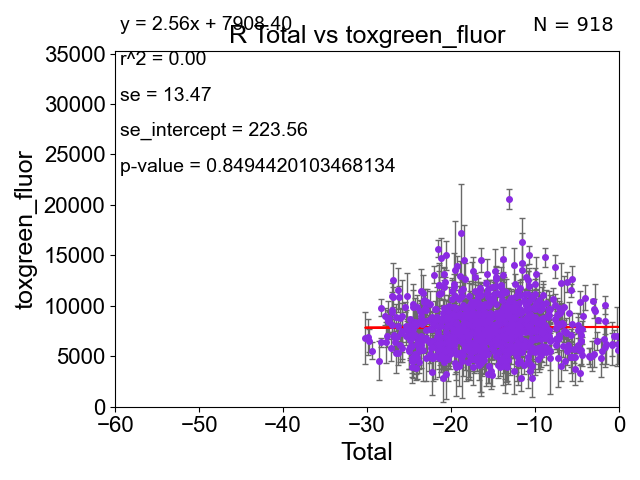 y = 2.56x + 7908.40
R Total vs toxgreen_fluor
N = 918
r^2 = 0.00
se = 13.47
se_intercept = 223.56
p-value = 0.8494420103468134
toxgreen_fluor
35000
30000
25000
20000
15000
10000
5000
0
−60 −50 −40 −30 −20 −10 0
Total